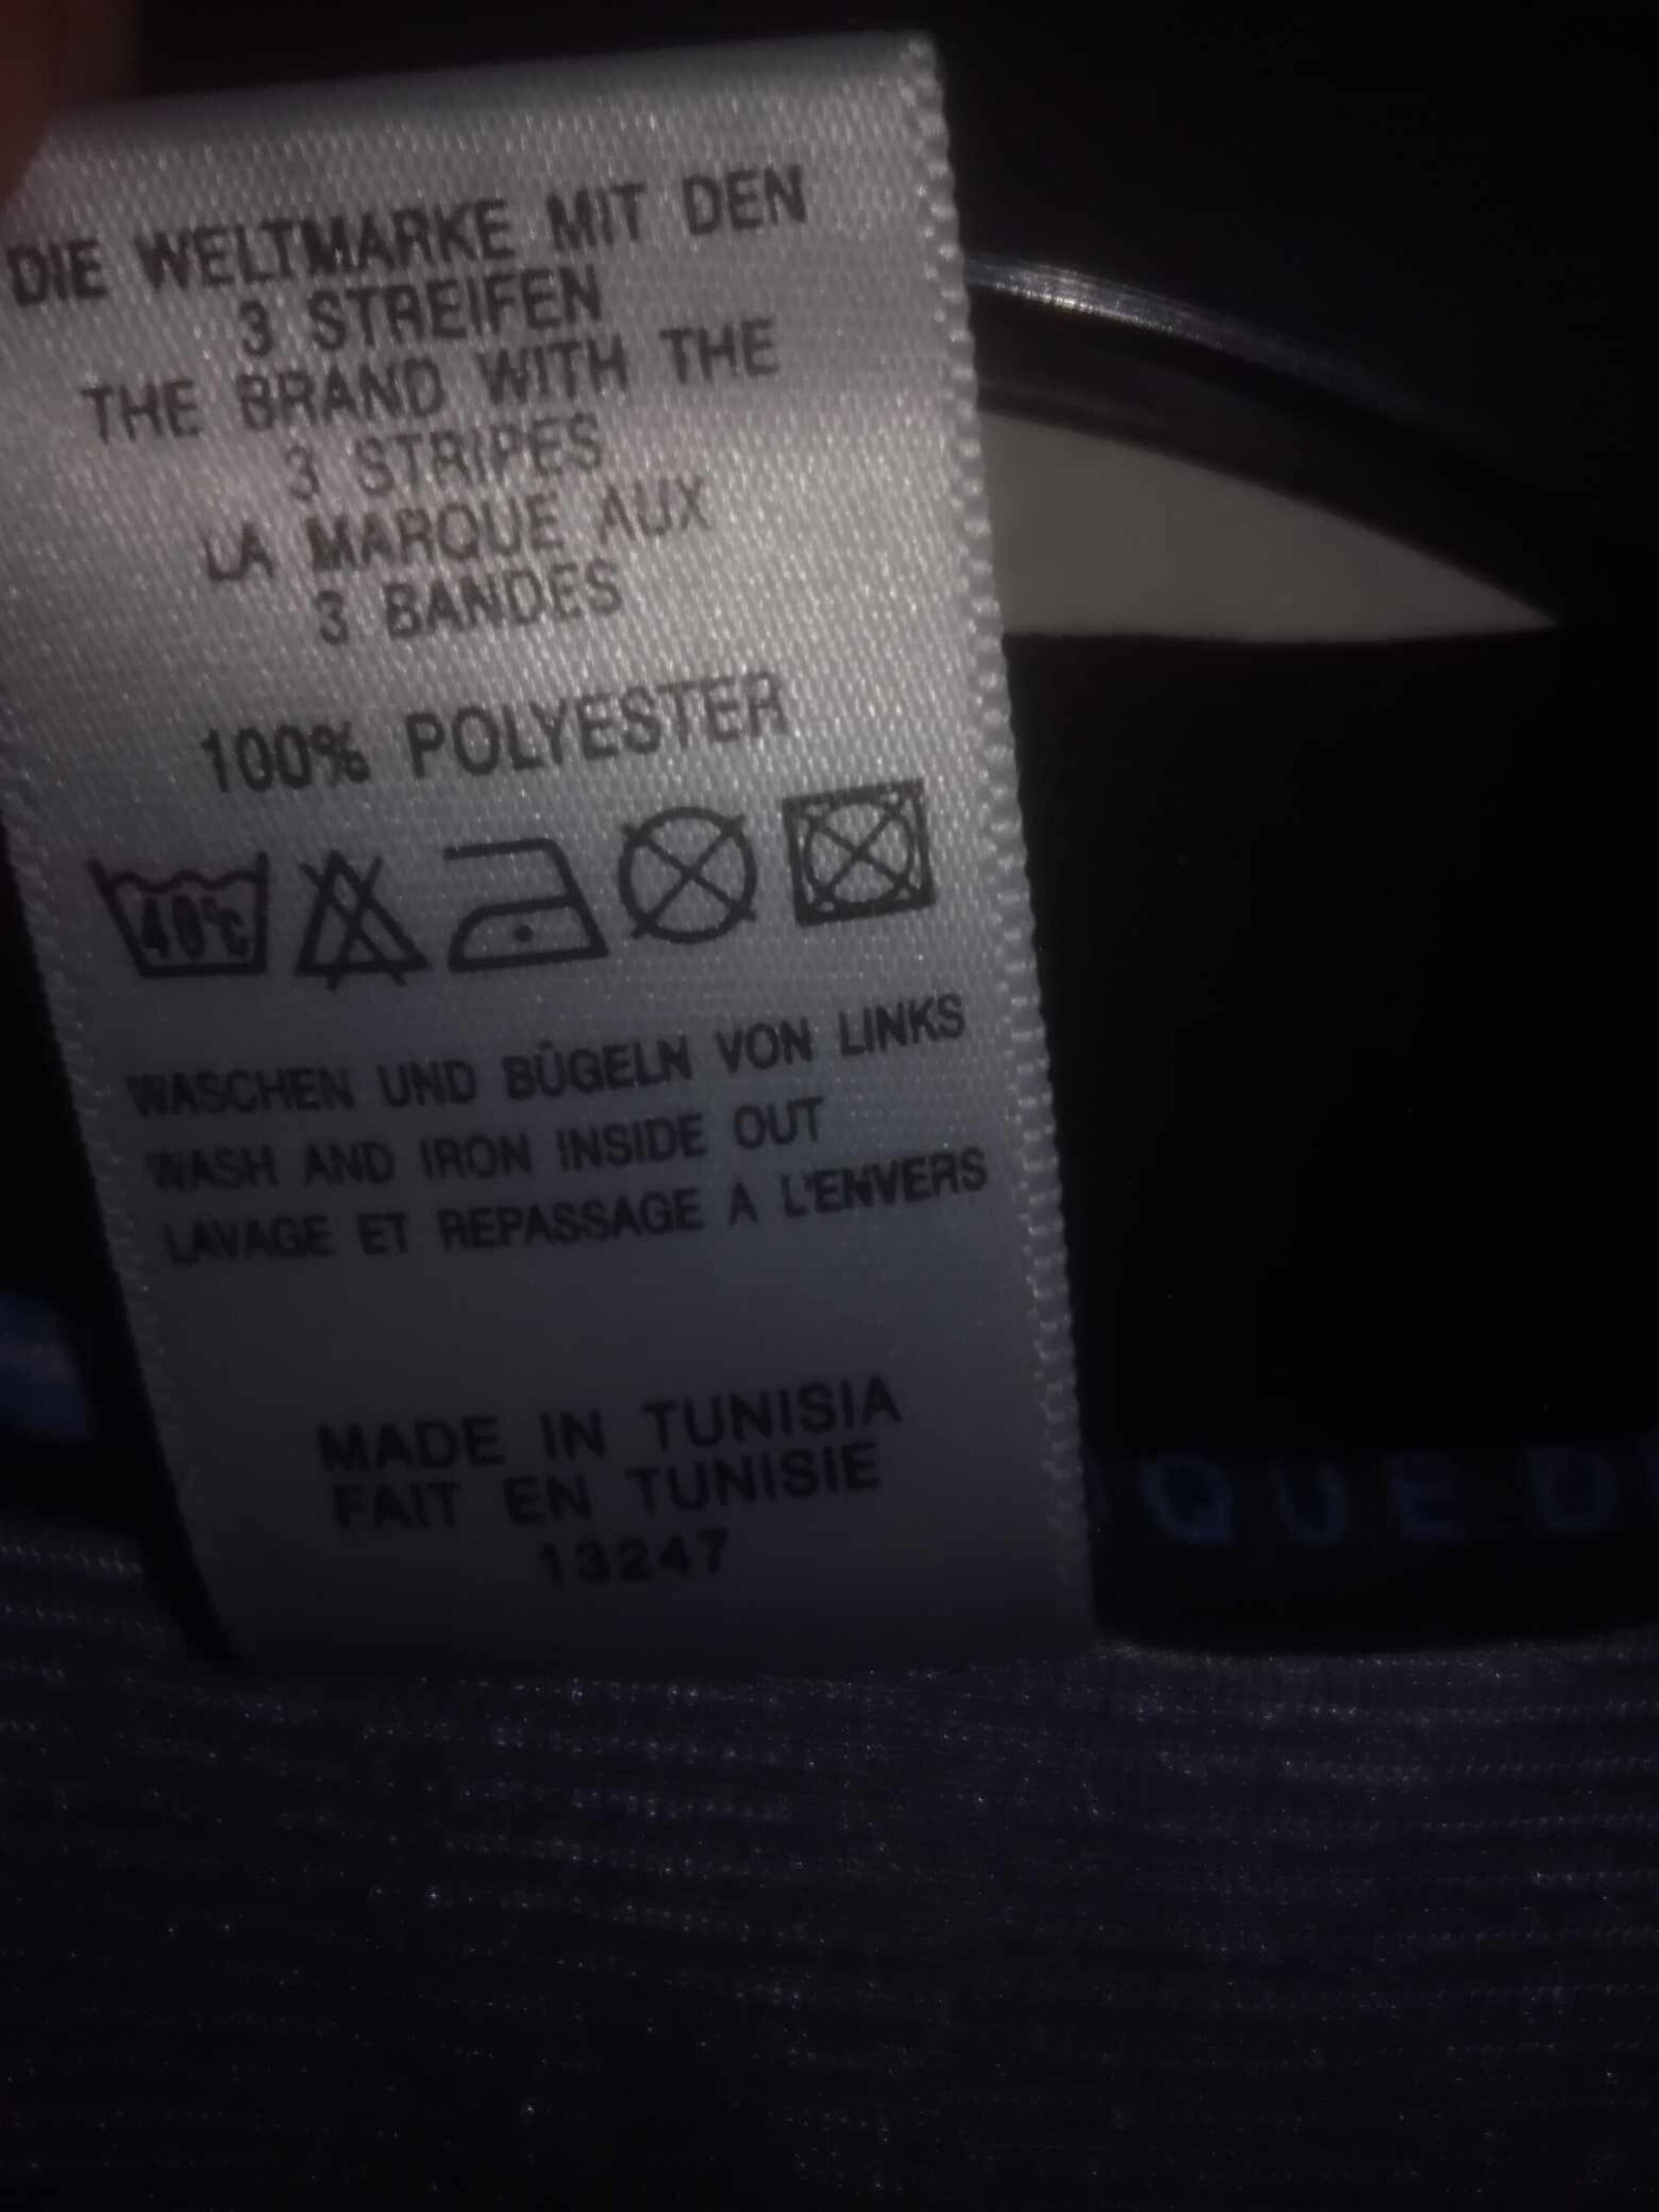 DIE WELTMARKE MIT DEN
3 STREIFEN
THE BRAND WITH THE
3 STRIPES
LA MARQUE AUX
3 BANDES
100% POLYESTER
40°C
WASCHEN UND BÜGELN VON LINKS
WASH AND IRON INSIDE OUT
LAVAGE ET REPASSAGE A L'ENVERS
MADE IN TUNISIA
FAIT EN TUNISIE
13247
QUE D